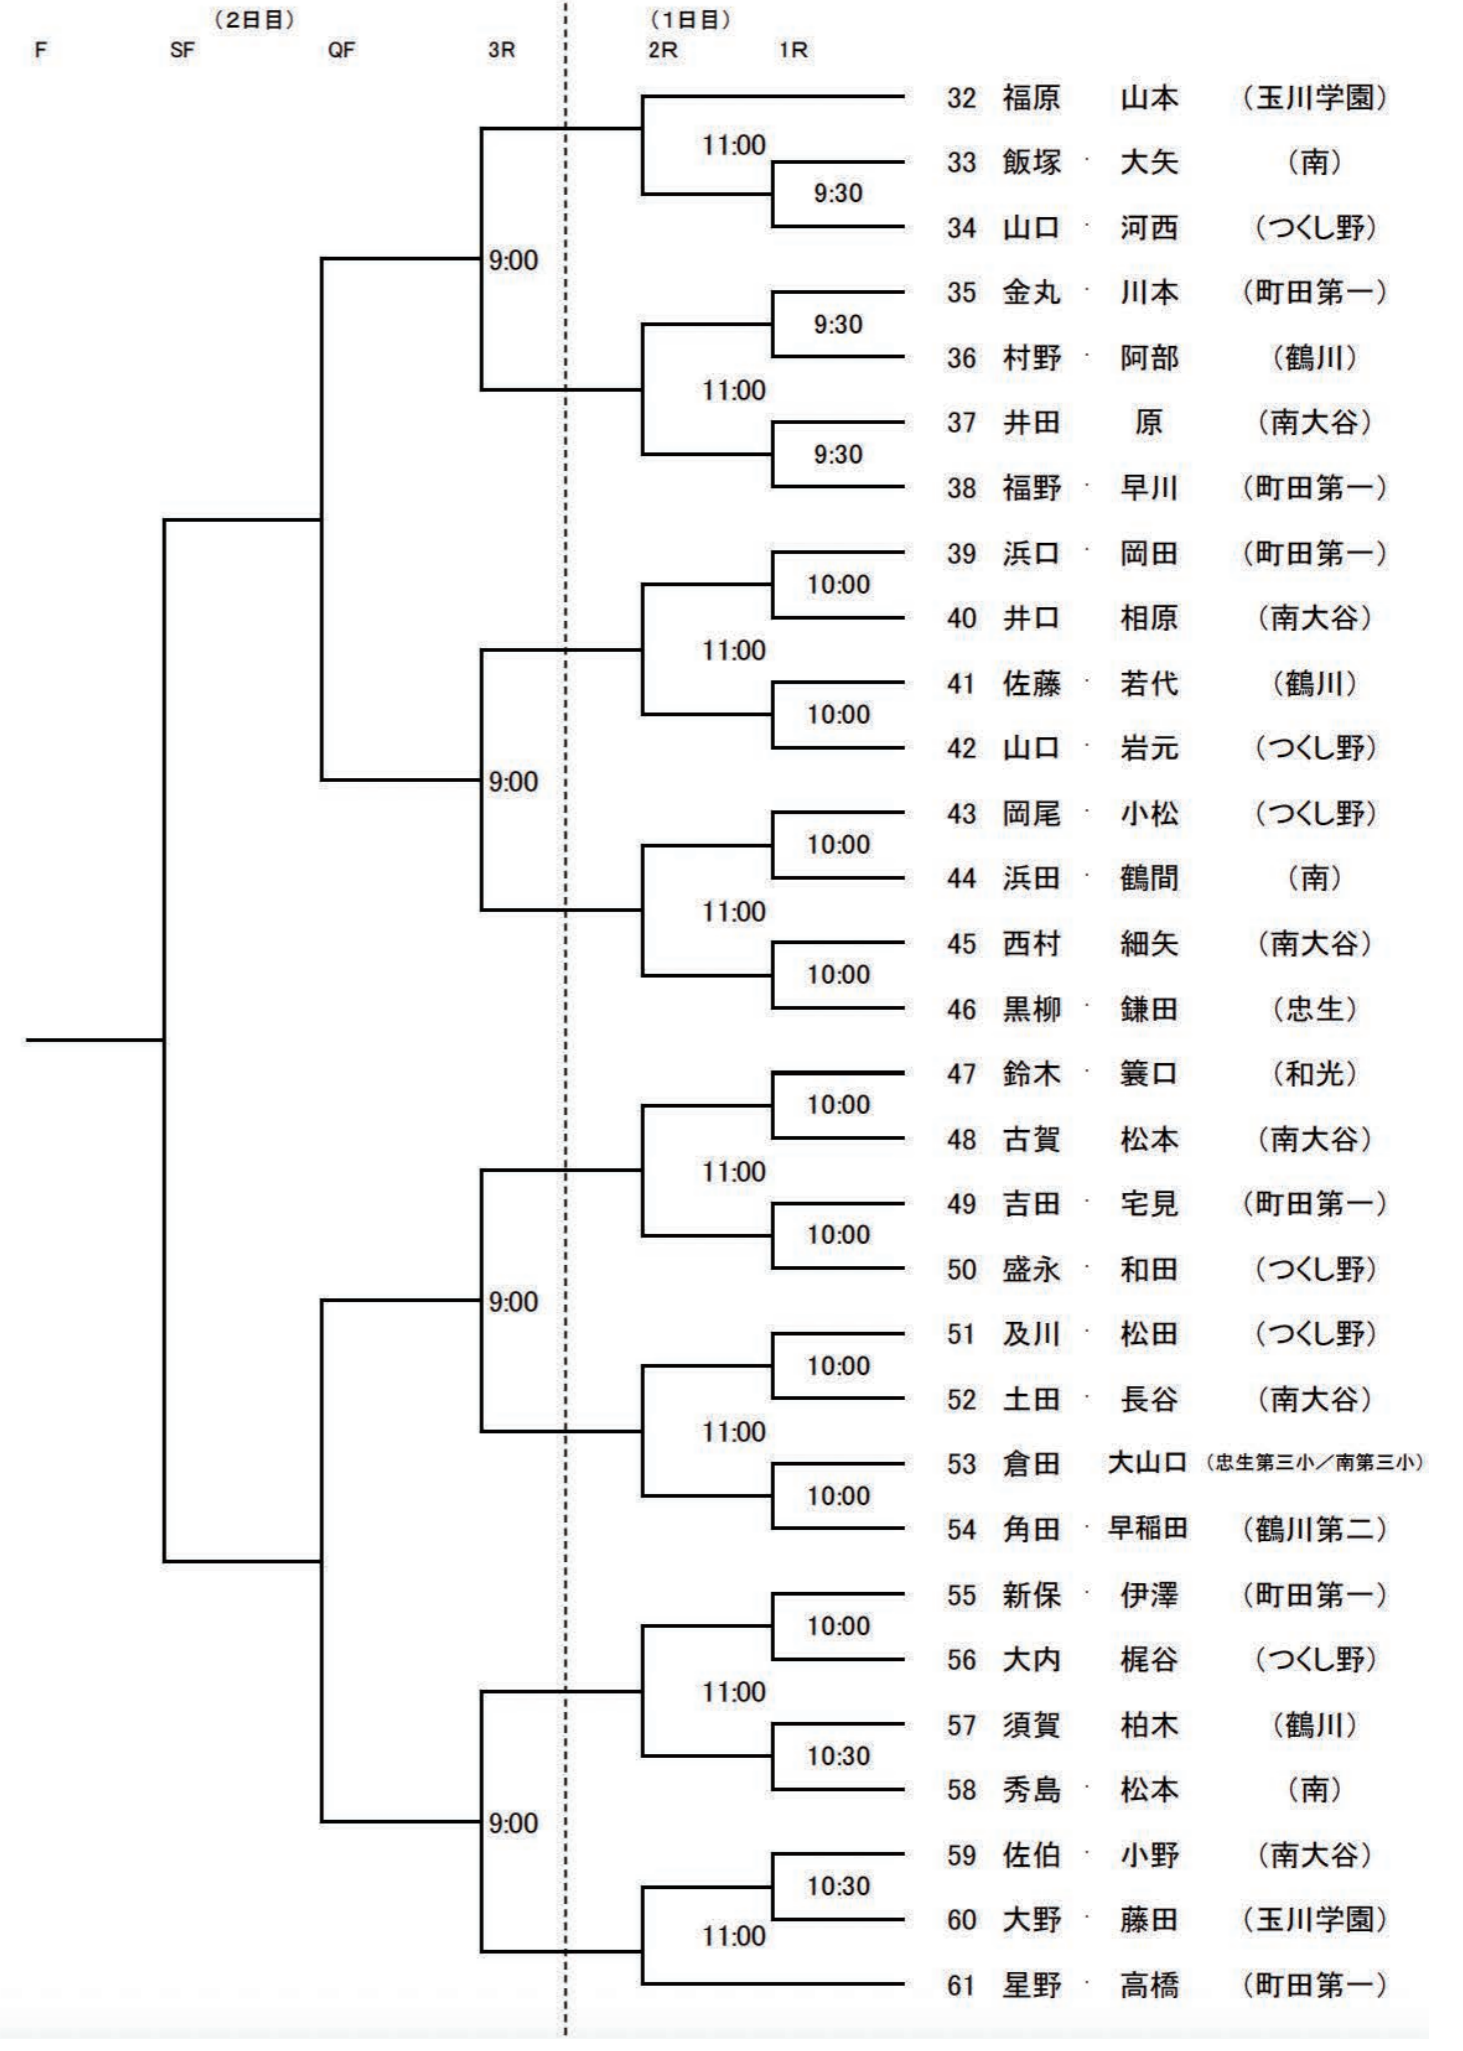 （2日目） （1日目）
F SF QF 3R 2R 1R
32 福原 山本 （玉川学園）
11:00
33 飯塚 · 大矢 （南）
9:30
34 山口 · 河西 （つくし野）
9:00
35 金丸 · 川本 （町田第一）
9:30
36 村野 · 阿部 （鶴川）
11:00
37 井田 原 （南大谷）
9:30
38 福野 · 早川 （町田第一）
39 浜口 · 岡田 （町田第一）
10:00
40 井口 相原 （南大谷）
11:00
41 佐藤 · 若代 （鶴川）
10:00
42 山口 · 岩元 （つくし野）
9:00
43 岡尾 · 小松 （つくし野）
10:00
44 浜田 · 鶴間 （南）
11:00
45 西村 細矢 （南大谷）
10:00
46 黒柳 · 鎌田 （忠生）
47 鈴木 · 簑口 （和光）
10:00
48 古賀 松本 （南大谷）
11:00
49 吉田 · 宅見 （町田第一）
10:00
50 盛永 · 和田 （つくし野）
9:00
51 及川 · 松田 （つくし野）
10:00
52 土田 · 長谷 （南大谷）
11:00
53 倉田 大山口 （忠生第三小／南第三小）
10:00
54 角田 · 早稲田 （鶴川第二）
55 新保 · 伊澤 （町田第一）
10:00
56 大内 梶谷 （つくし野）
11:00
57 須賀 柏木 （鶴川）
10:30
58 秀島 · 松本 （南）
9:00
59 佐伯 · 小野 （南大谷）
10:30
60 大野 · 藤田 （玉川学園）
11:00
61 星野 · 高橋 （町田第一）